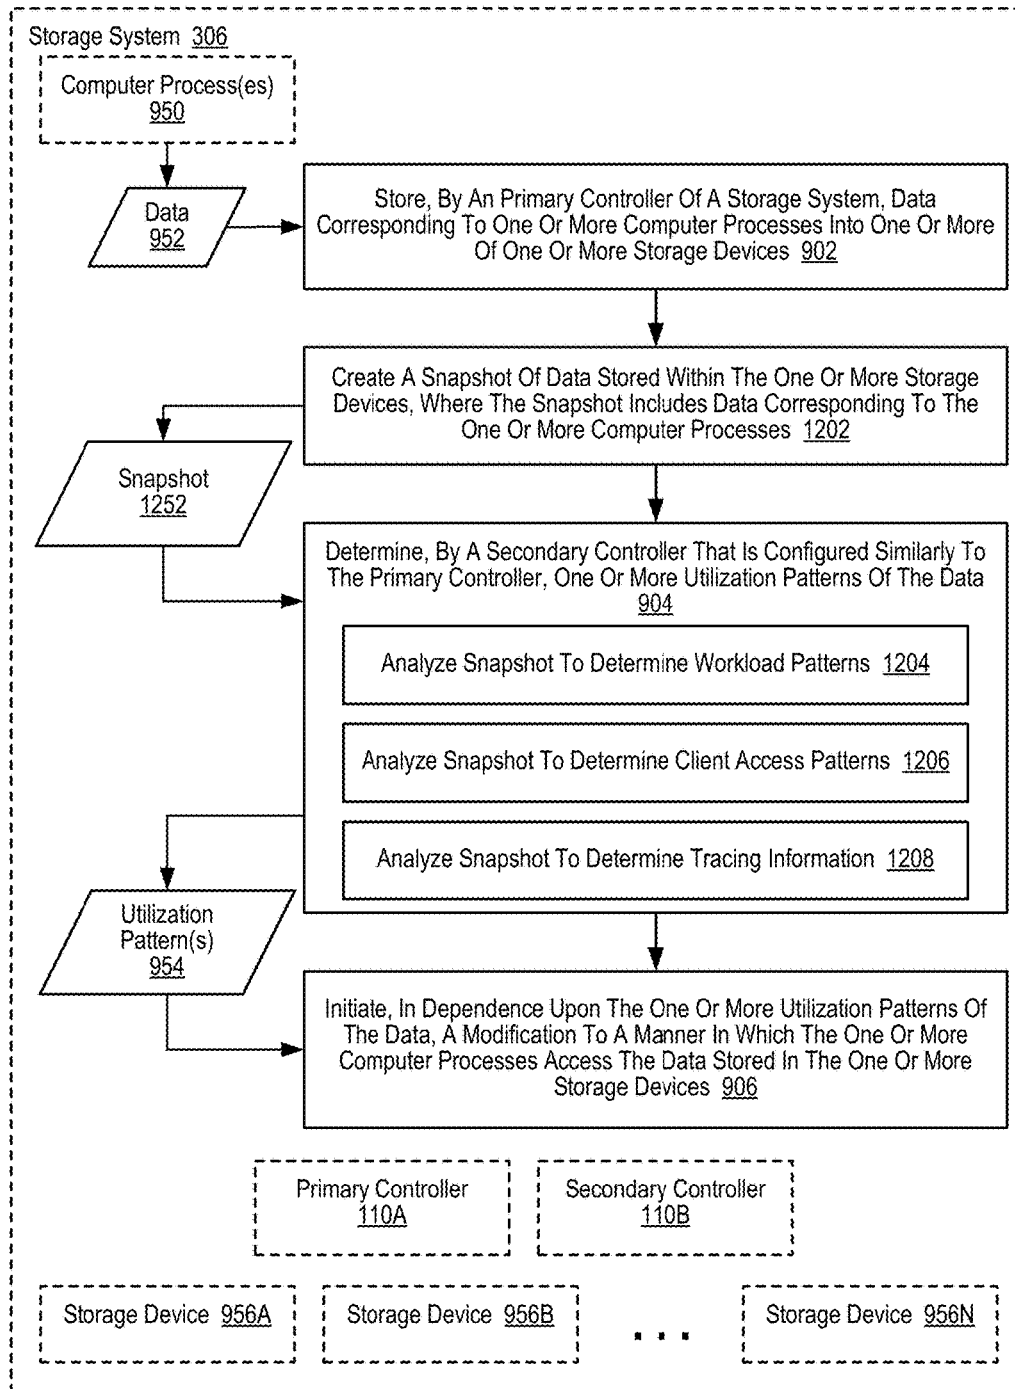 Storage System 306
Computer Process(es)
950
Data
952
Store, By An Primary Controller Of A Storage System, Data
Corresponding To One Or More Computer Processes Into One Or More
Of One Or More Storage Devices 902
Create A Snapshot Of Data Stored Within The One Or More Storage
Devices, Where The Snapshot Includes Data Corresponding To The
One Or More Computer Processes 1202
Snapshot
1252
Determine, By A Secondary Controller That Is Configured Similarly To
The Primary Controller, One Or More Utilization Patterns Of The Data
904
Analyze Snapshot To Determine Workload Patterns 1204
Analyze Snapshot To Determine Client Access Patterns 1206
Analyze Snapshot To Determine Tracing Information 1208
Utilization
Pattern(s)
954
Initiate, In Dependence Upon The One Or More Utilization Patterns Of
The Data, A Modification To A Manner In Which The One Or More
Computer Processes Access The Data Stored In The One Or More
Storage Devices 906
Primary Controller
110A
Secondary Controller
110B
Storage Device 956A
Storage Device 956B
...
Storage Device 956N